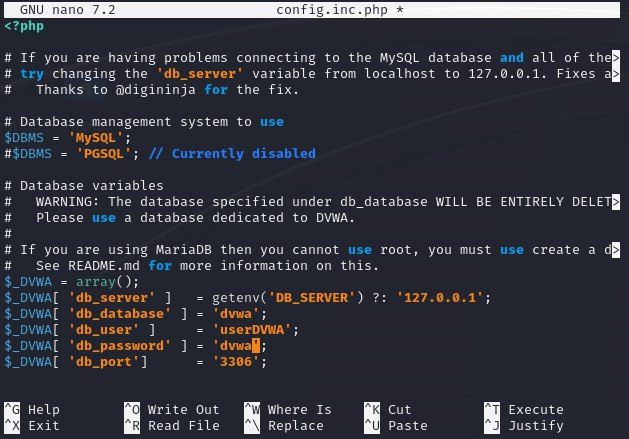 GNU nano 7.2 config.inc.php *
<?php
# If you are having problems connecting to the MySQL database and all of the>
# try changing the 'db_server' variable from localhost to 127.0.0.1. Fixes a>
#   Thanks to @digininja for the fix.
# Database management system to use
$DBMS = 'MySQL';
#$DBMS = 'PGSQL'; // Currently disabled
# Database variables
#   WARNING: The database specified under db_database WILL BE ENTIRELY DELET>
#   Please use a database dedicated to DVWA.
#
# If you are using MariaDB then you cannot use root, you must use create a d>
#   See README.md for more information on this.
$_DVWA = array();
$_DVWA[ 'db_server' ]   = getenv('DB_SERVER') ?: '127.0.0.1';
$_DVWA[ 'db_database' ] = 'dvwa';
$_DVWA[ 'db_user' ]     = 'userDVWA';
$_DVWA[ 'db_password' ] = 'dvwa';
$_DVWA[ 'db_port']      = '3306';
^G Help ^O Write Out ^W Where Is ^K Cut ^T Execute
^X Exit ^R Read File ^\ Replace ^U Paste ^J Justify